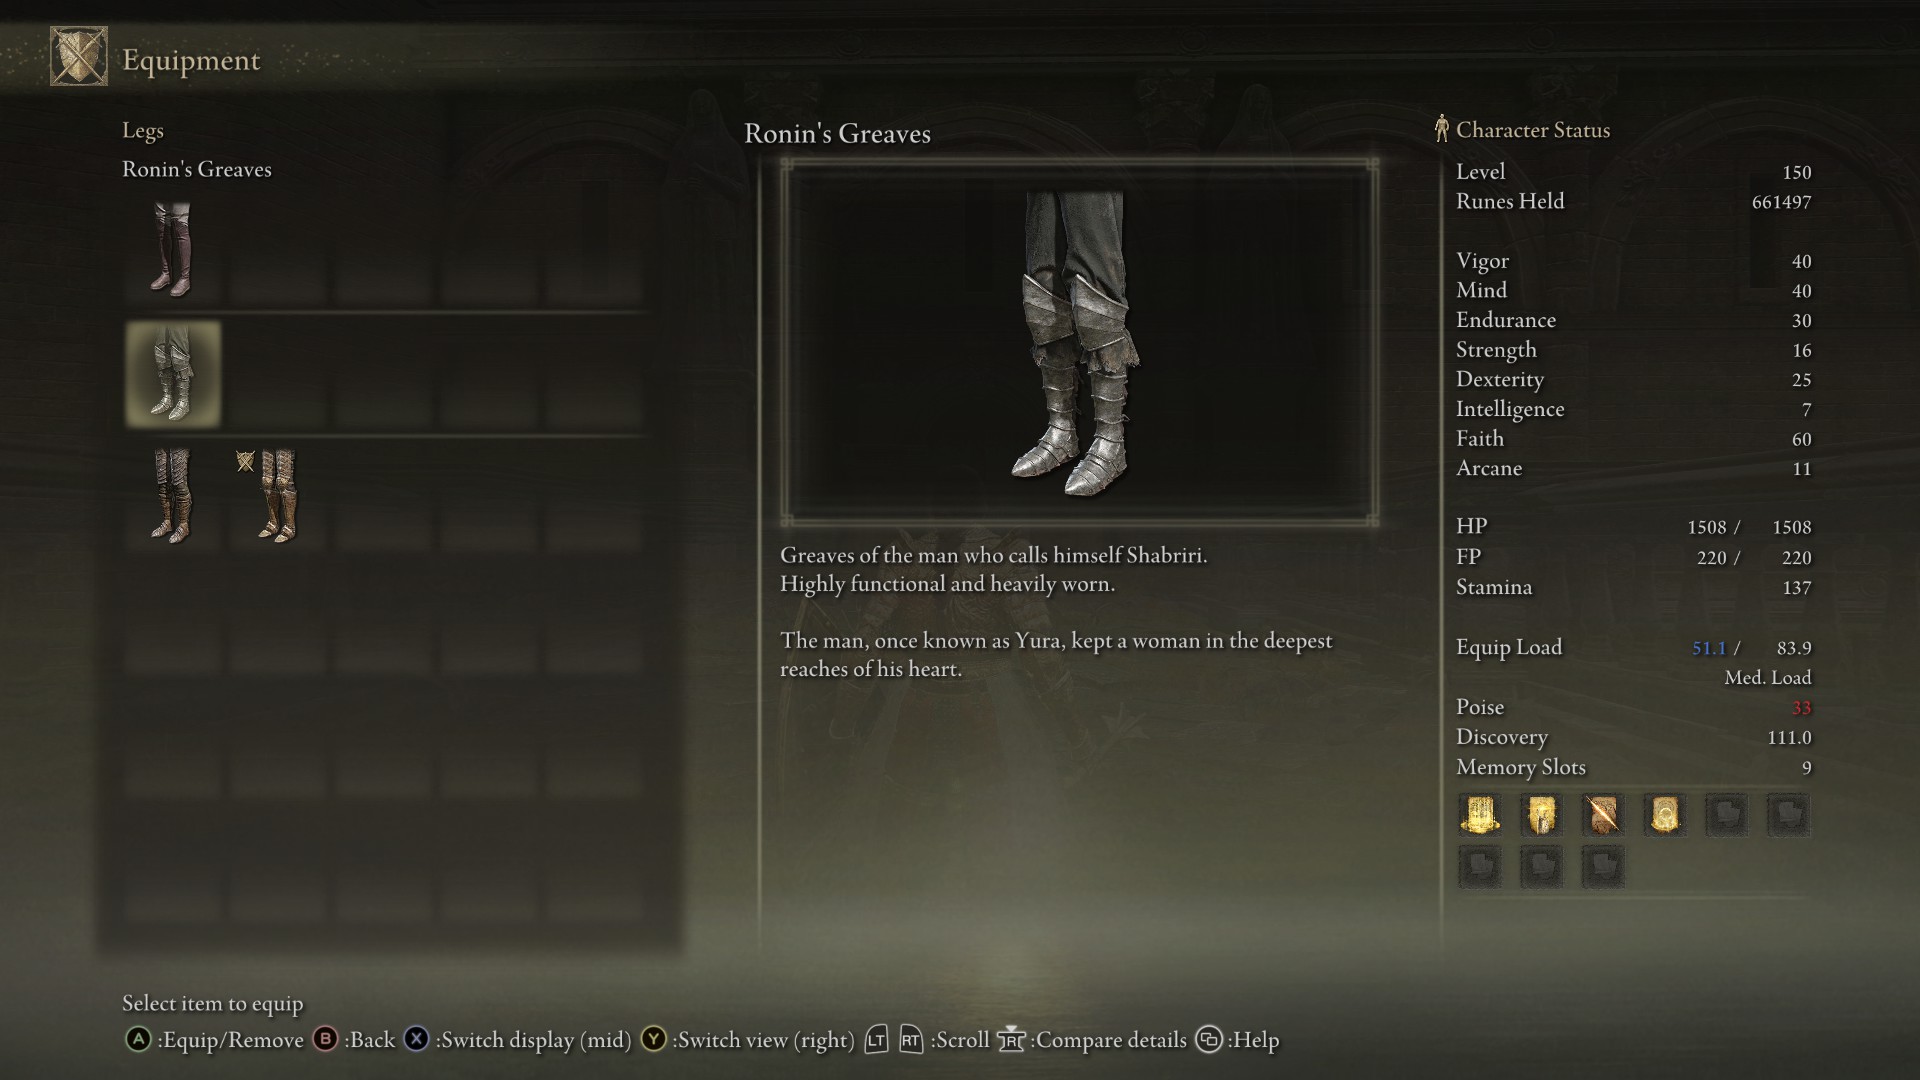 Equipment
Legs
Ronin's Greaves
Ronin's Greaves
Greaves of the man who calls himself Shabriri.
Highly functional and heavily worn.
The man, once known as Yura, kept a woman in the deepest
reaches of his heart.
Character Status
Level 150
Runes Held 661497
Vigor 40
Mind 40
Endurance 30
Strength 16
Dexterity 25
Intelligence 7
Faith 60
Arcane 11
HP 1508 / 1508
FP 220 / 220
Stamina 137
Equip Load 51.1 / 83.9
Med. Load
Poise 33
Discovery 111.0
Memory Slots 9
Select item to equip
A :Equip/Remove B :Back X :Switch display (mid) Y :Switch view (right) LT RT :Scroll R :Compare details :Help